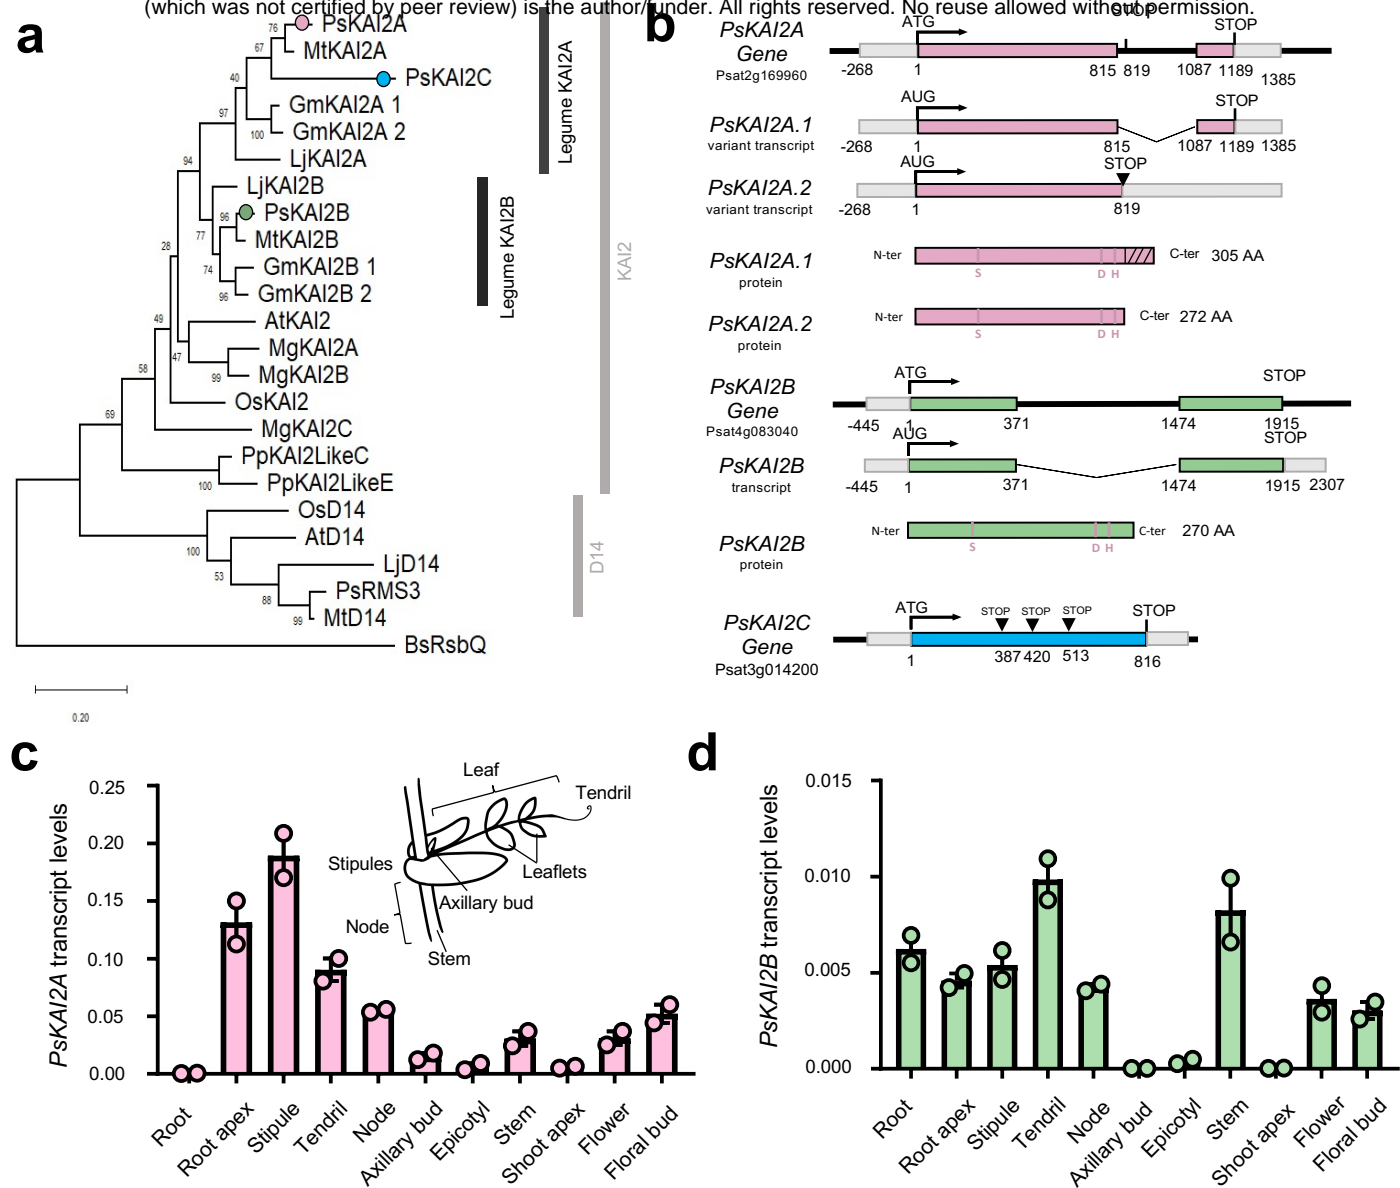 (which was not certified by peer review) is the author/funder. All rights reserved. No reuse allowed without permission.
a
PsKAI2A
MtKAI2A
PsKAI2C
GmKAI2A 1
GmKAI2A 2
LjKAI2A
LjKAI2B
PsKAI2B
MtKAI2B
GmKAI2B 1
GmKAI2B 2
AtKAI2
MgKAI2A
MgKAI2B
OsKAI2
MgKAI2C
PpKAI2LikeC
PpKAI2LikeE
OsD14
AtD14
LjD14
PsRMS3
MtD14
BsRsbQ
76
67
40
97
100
94
28
96
77
74
96
49
47
99
58
69
100
100
53
88
99
0.20
Legume KAI2A
Legume KAI2B
KAI2
D14
b
PsKAI2A
Gene
Psat2g169960
ATG
STOP
STOP
-268
1
815
819
1087
1189
1385
PsKAI2A.1
variant transcript
AUG
STOP
-268
1
815
1087
1189
1385
PsKAI2A.2
variant transcript
AUG
STOP
-268
1
819
PsKAI2A.1
protein
N-ter
S
D
H
C-ter
305 AA
PsKAI2A.2
protein
N-ter
S
D
H
C-ter
272 AA
PsKAI2B
Gene
Psat4g083040
ATG
STOP
-445
1
371
1474
1915
PsKAI2B
transcript
AUG
STOP
-445
1
371
1474
1915
2307
PsKAI2B
protein
N-ter
S
D
H
C-ter
270 AA
PsKAI2C
Gene
Psat3g014200
ATG
STOP
STOP
STOP
STOP
1
387
420
513
816
c
PsKAI2A transcript levels
0.25
0.20
0.15
0.10
0.05
0.00
Root
Root apex
Stipule
Tendril
Node
Axillary bud
Epicotyl
Stem
Shoot apex
Flower
Floral bud
Leaf
Tendril
Stipules
Leaflets
Axillary bud
Node
Stem
d
PsKAI2B transcript levels
0.015
0.010
0.005
0.000
Root
Root apex
Stipule
Tendril
Node
Axillary bud
Epicotyl
Stem
Shoot apex
Flower
Floral bud